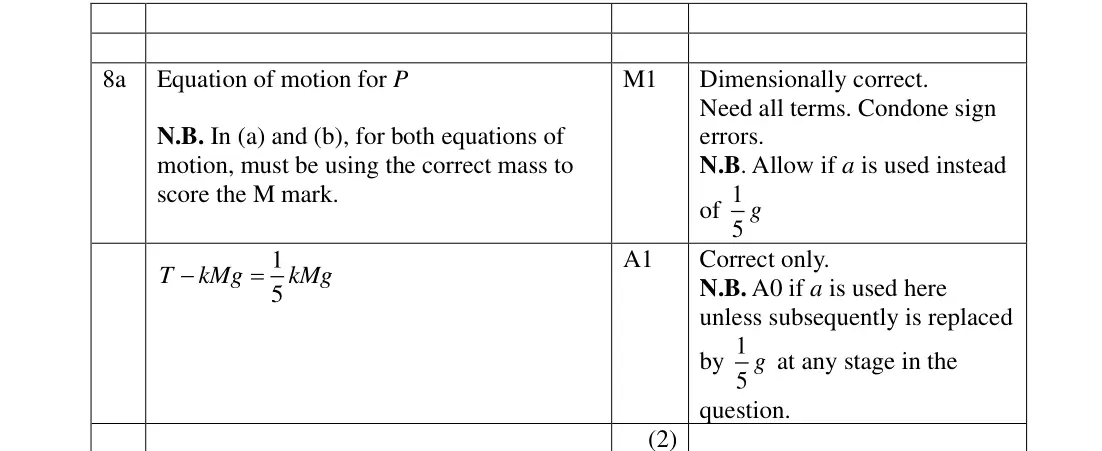 8a Equation of motion for P M1 Dimensionally correct.
Need all terms. Condone sign
N.B. In (a) and (b), for both equations of errors.
motion, must be using the correct mass to N.B. Allow if a is used instead
score the M mark. of 1/5 g
T − kMg = 1/5 kMg A1 Correct only.
N.B. A0 if a is used here
unless subsequently is replaced
by 1/5 g at any stage in the
question.
(2)